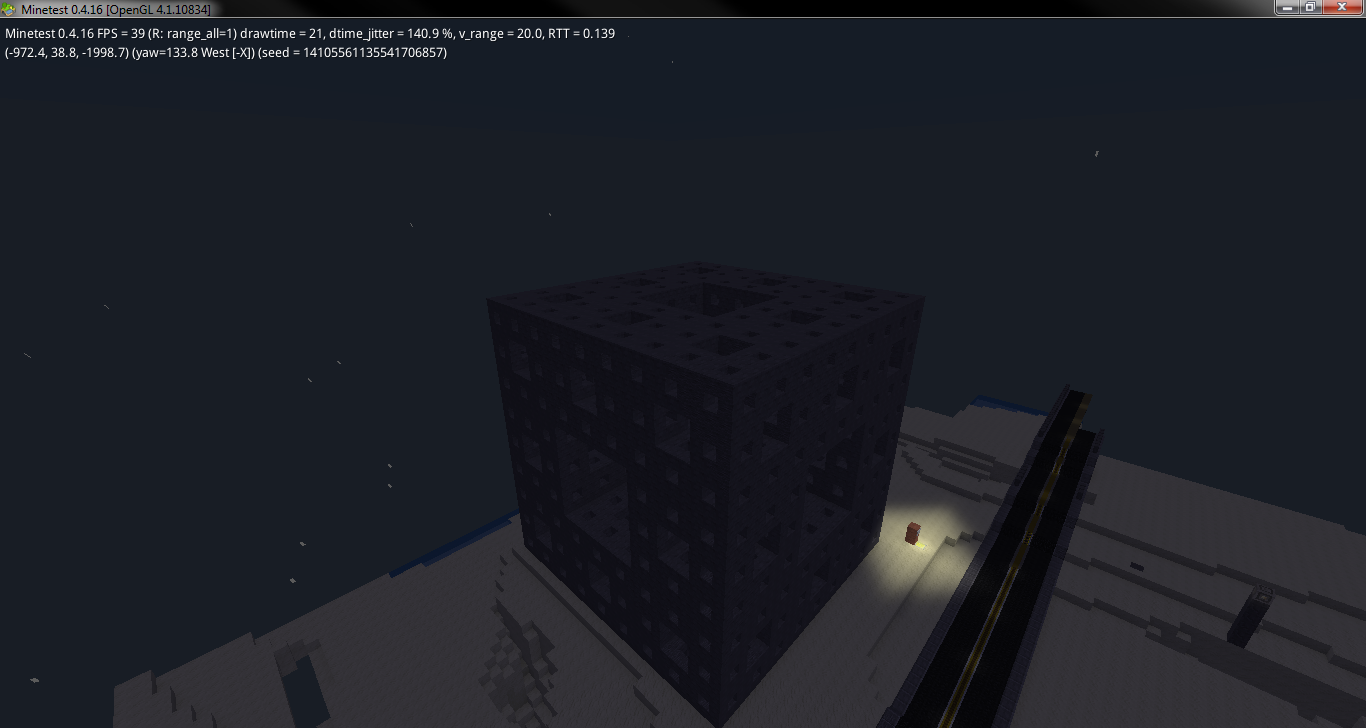 Minetest 0.4.16 [OpenGL 4.1.10834]
Minetest 0.4.16 FPS = 39 (R: range_all=1) drawtime = 21, dtime_jitter = 140.9 %, v_range = 20.0, RTT = 0.139
(-972.4, 38.8, -1998.7) (yaw=133.8 West [-X]) (seed = 14105561135541706857)